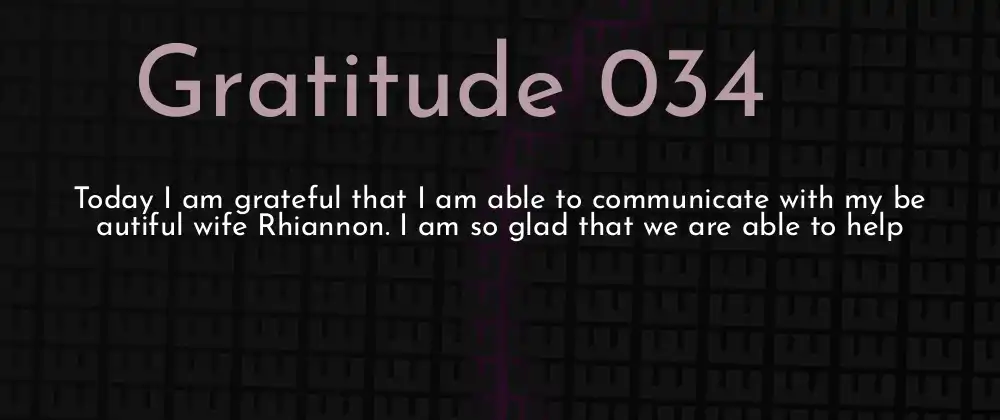 Gratitude 034
Today I am grateful that I am able to communicate with my be
autiful wife Rhiannon. I am so glad that we are able to help